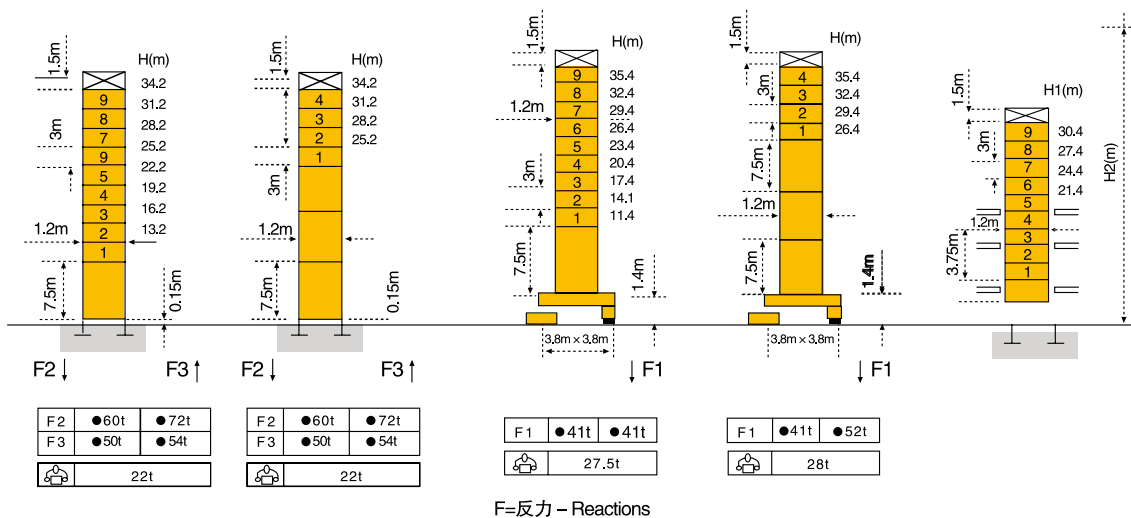 1.5m
H(m)
34.2
9 31.2
8 28.2
3m
7 25.2
9 22.2
5 19.2
4 16.2
3 13.2
2
1.2m
1
7.5m
0.15m
F2 F3
F2 ●60t ●72t
F3 ●50t ●54t
22t
1.5m
H(m)
34.2
4 31.2
3 28.2
2 25.2
1
3m
1.2m
7.5m
0.15m
F2 F3
F2 ●60t ●72t
F3 ●50t ●54t
22t
1.5m
H(m)
9 35.4
8 32.4
1.2m
7 29.4
6 26.4
5 23.4
4 20.4
3m
3 17.4
2 14.1
1 11.4
7.5m
1.4m
3.8m×3.8m
F1
F1 ●41t ●41t
27.5t
1.5m
H(m)
4 35.4
3m
3 32.4
2 29.4
1 26.4
7.5m
1.2m
7.5m
1.4m
3.8m×3.8m
F1
F1 ●41t ●52t
28t
1.5m
H1(m)
H2(m)
9 30.4
8 27.4
3m
7 24.4
6 21.4
5
4
1.2m
3
3.75m
2
1
F=反力 – Reactions